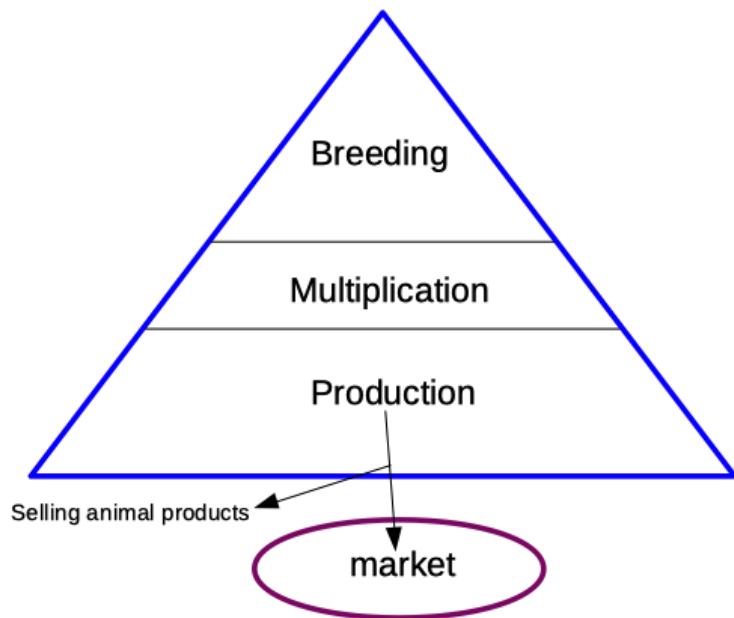 Breeding
Multiplication
Production
Selling animal products
market